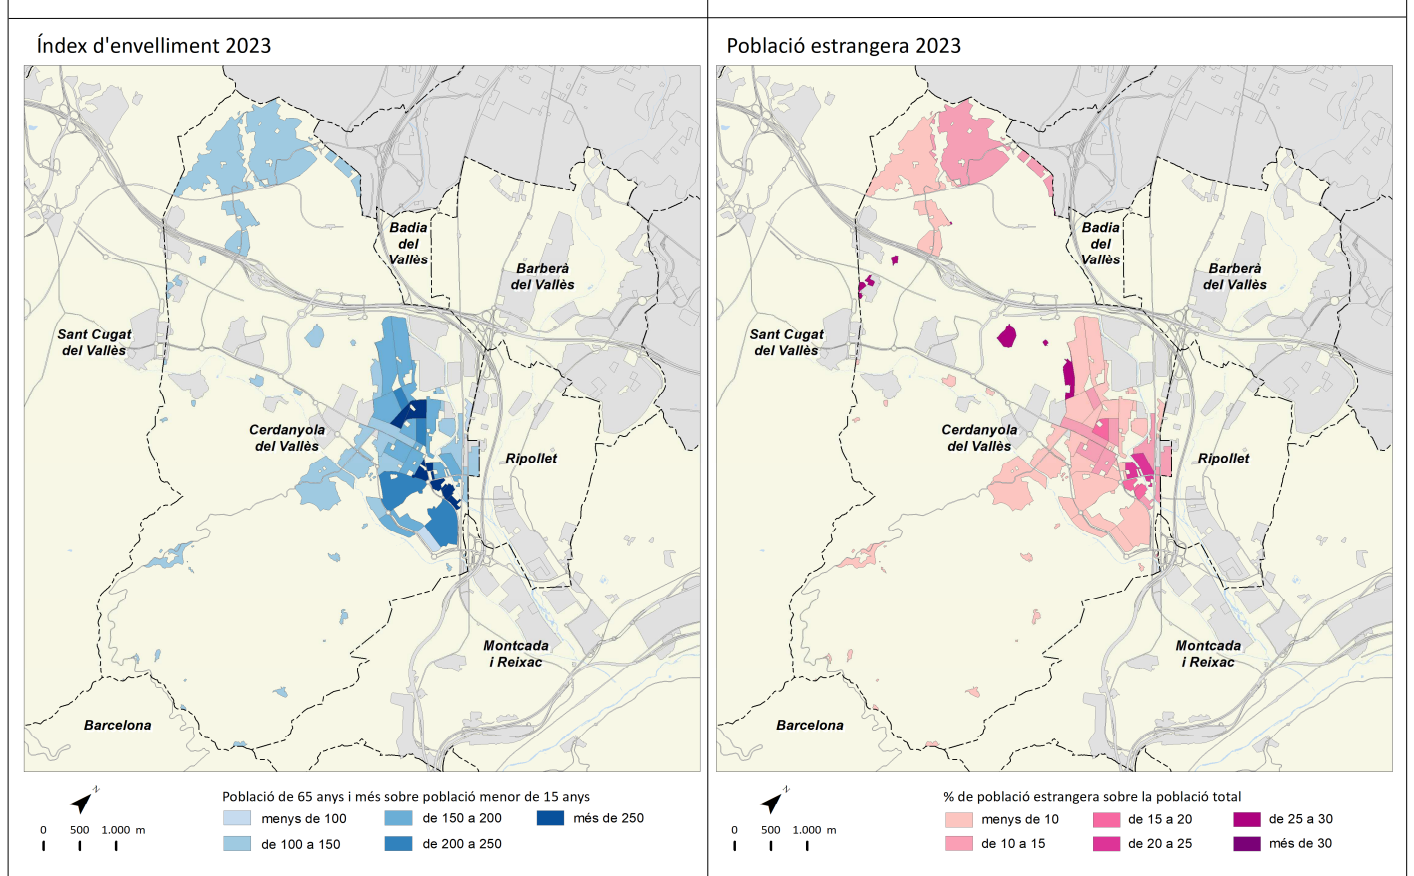 Índex d'envelliment 2023
Badia
del
Vallès
Barberà
del Vallès
Sant Cugat
del Vallès
Cerdanyola
del Vallès
Ripollet
Montcada
i Reixac
Barcelona
N
0 500 1.000 m
Població de 65 anys i més sobre població menor de 15 anys
menys de 100
de 100 a 150
de 150 a 200
de 200 a 250
més de 250
Població estrangera 2023
Badia
del
Vallès
Barberà
del Vallès
Sant Cugat
del Vallès
Cerdanyola
del Vallès
Ripollet
Montcada
i Reixac
Barcelona
N
0 500 1.000 m
% de població estrangera sobre la població total
menys de 10
de 10 a 15
de 15 a 20
de 20 a 25
de 25 a 30
més de 30